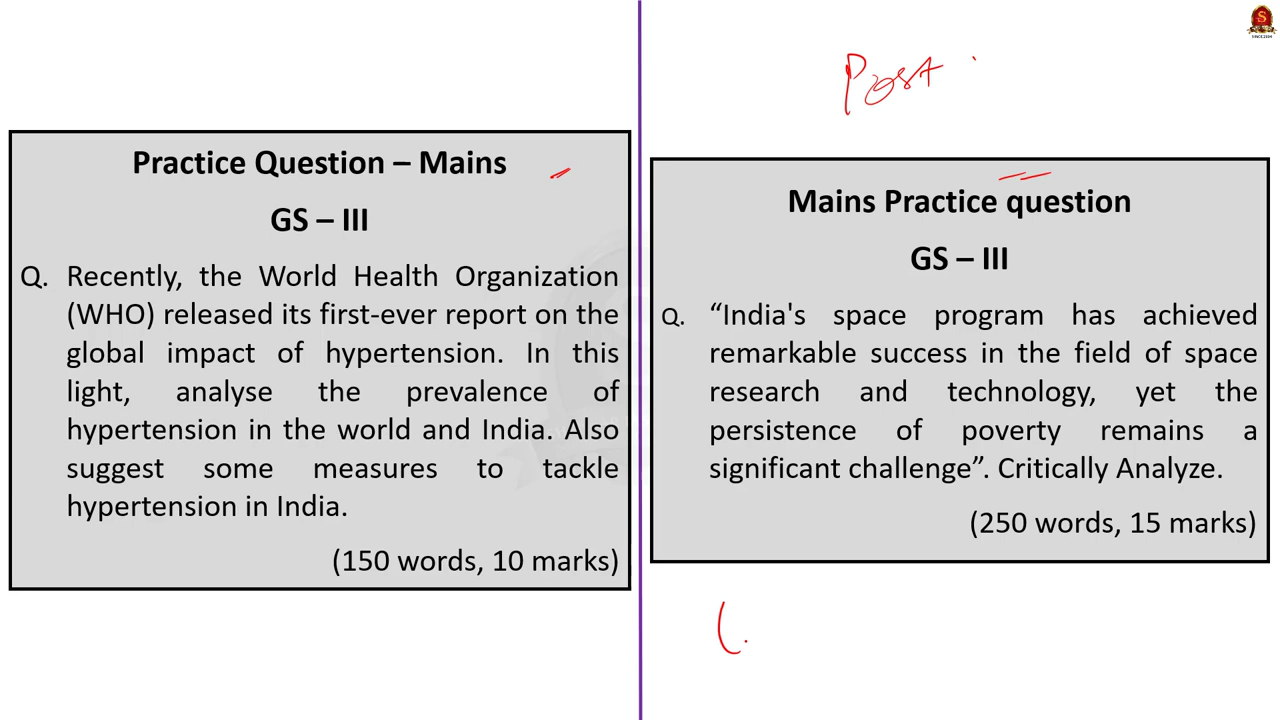 Practice Question – Mains
GS – III
Q. Recently, the World Health Organization
(WHO) released its first-ever report on the
global impact of hypertension. In this
light, analyse the prevalence of
hypertension in the world and India. Also
suggest some measures to tackle
hypertension in India.
(150 words, 10 marks)
Post
Mains Practice question
GS – III
Q. “India's space program has achieved
remarkable success in the field of space
research and technology, yet the
persistence of poverty remains a
significant challenge”. Critically Analyze.
(250 words, 15 marks)